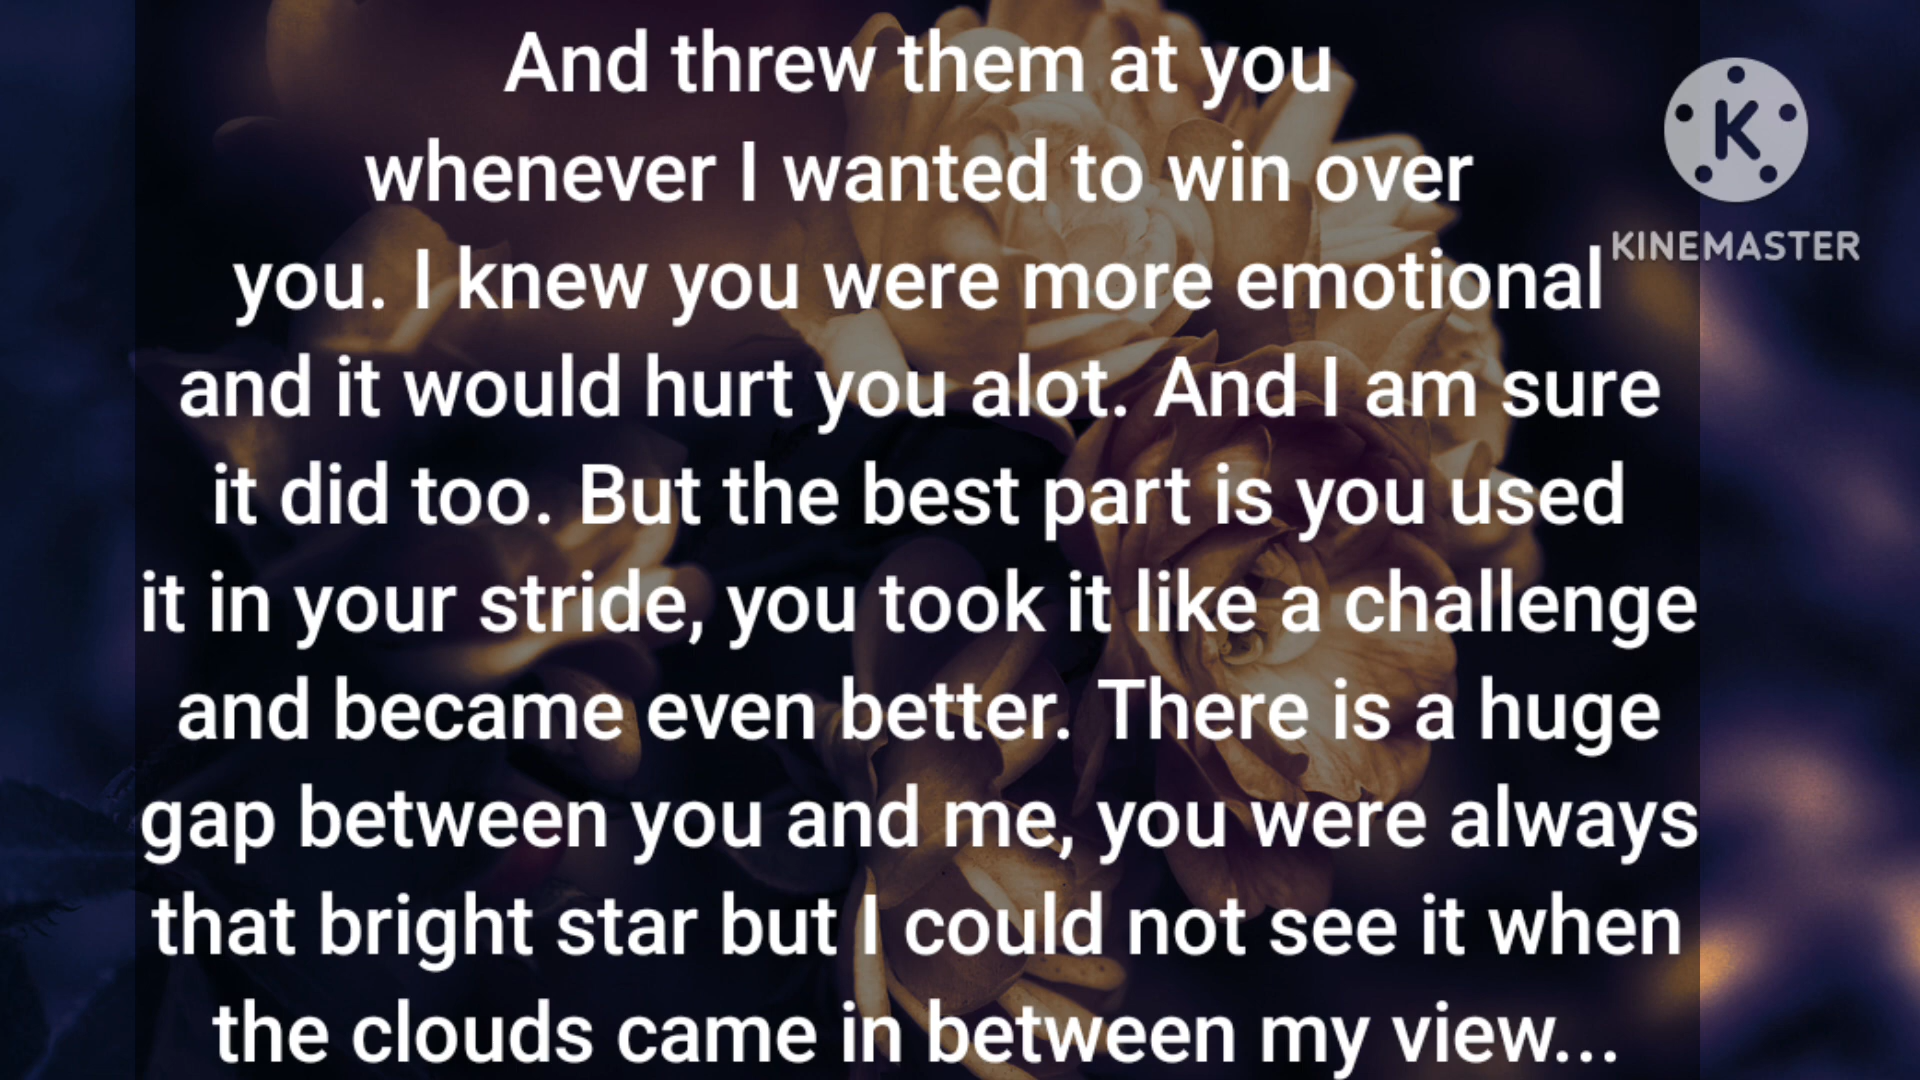 And threw them at you
whenever I wanted to win over
you. I knew you were more emotional
and it would hurt you alot. And I am sure
it did too. But the best part is you used
it in your stride, you took it like a challenge
and became even better. There is a huge
gap between you and me, you were always
that bright star but I could not see it when
the clouds came in between my view...
K
KINEMASTER